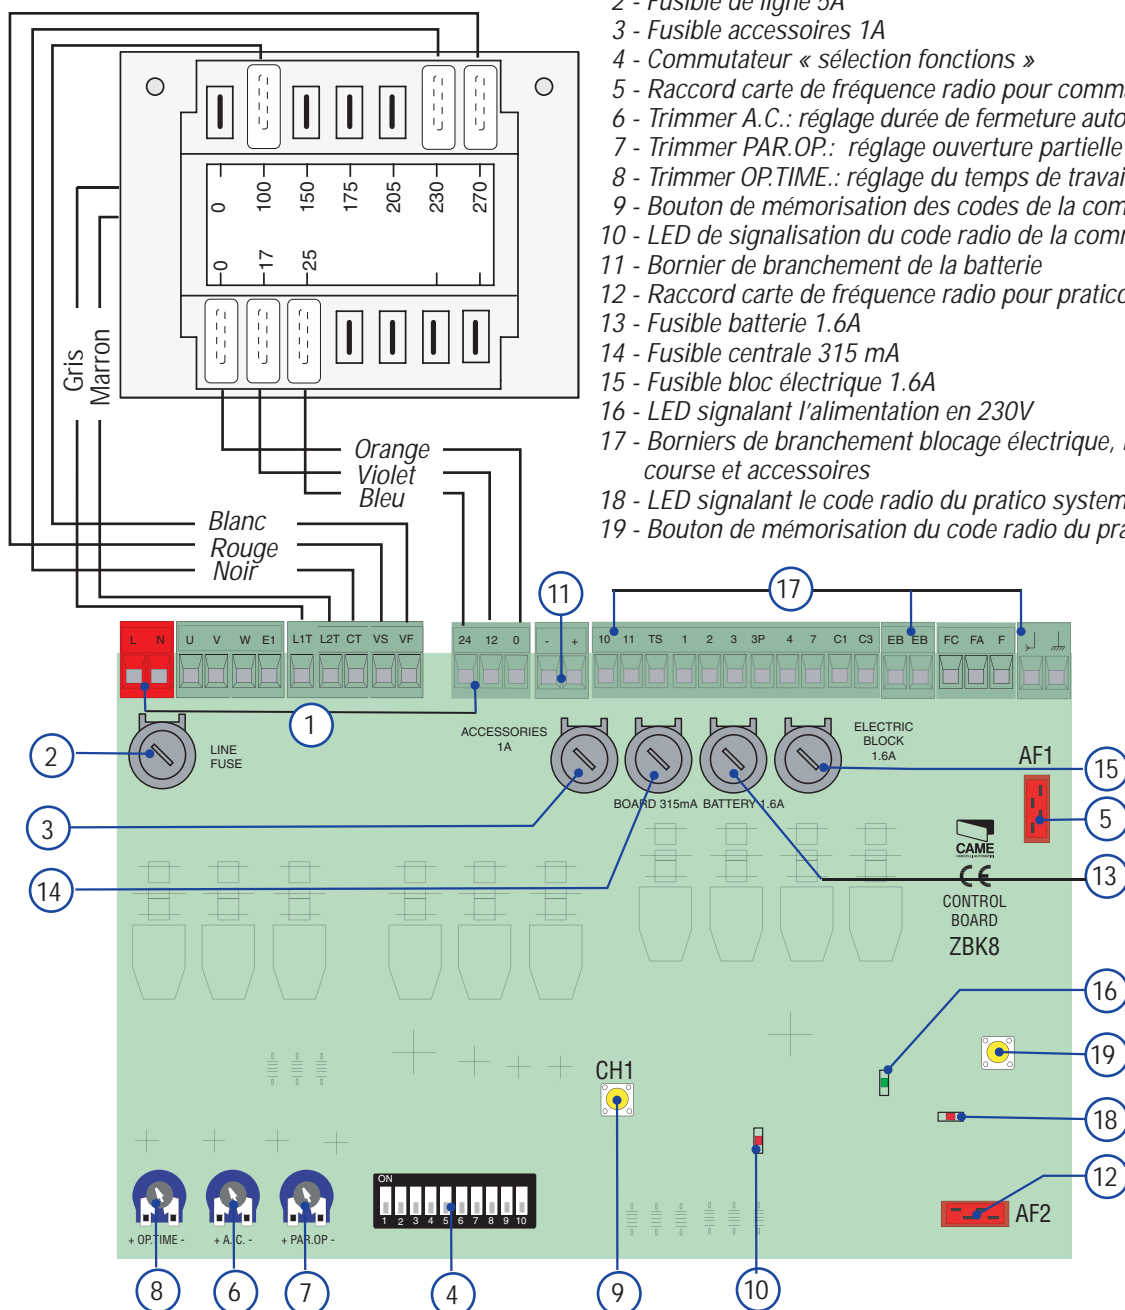 2 - Fusible de ligne 5A
3 - Fusible accessoires 1A
4 - Commutateur « sélection fonctions »
5 - Raccord carte de fréquence radio pour comm
6 - Trimmer A.C.: réglage durée de fermeture auto
7 - Trimmer PAR.OP.: réglage ouverture partielle
8 - Trimmer OP.TIME.: réglage du temps de travai
9 - Bouton de mémorisation des codes de la com
10 - LED de signalisation du code radio de la comm
11 - Bornier de branchement de la batterie
12 - Raccord carte de fréquence radio pour pratico
13 - Fusible batterie 1.6A
14 - Fusible centrale 315 mA
15 - Fusible bloc électrique 1.6A
16 - LED signalant l'alimentation en 230V
17 - Borniers de branchement blocage électrique,
course et accessoires
18 - LED signalant le code radio du pratico system
19 - Bouton de mémorisation du code radio du pra
0 100 150 175 205 230 270
0 17 25
Gris
Marron
Orange
Violet
Bleu
Blanc
Rouge
Noir
11
17
L N U V W E1 L1T L2T CT VS VF 24 12 0 - + 10 11 TS 1 2 3 3P 4 7 C1 C3 EB EB FC FA F
1
2
LINE
FUSE
ACCESSORIES
1A
ELECTRIC
BLOCK
1.6A
BOARD 315mA BATTERY 1.6A
AF1
15
3
5
14
13
CAME
CANCELLI AUTOMATICI
CE
CONTROL
BOARD
ZBK8
16
19
CH1
18
12
AF2
ON
1 2 3 4 5 6 7 8 9 10
+ OP.TIME -
+ A.C. -
+ PAR.OP -
8
6
7
4
9
10